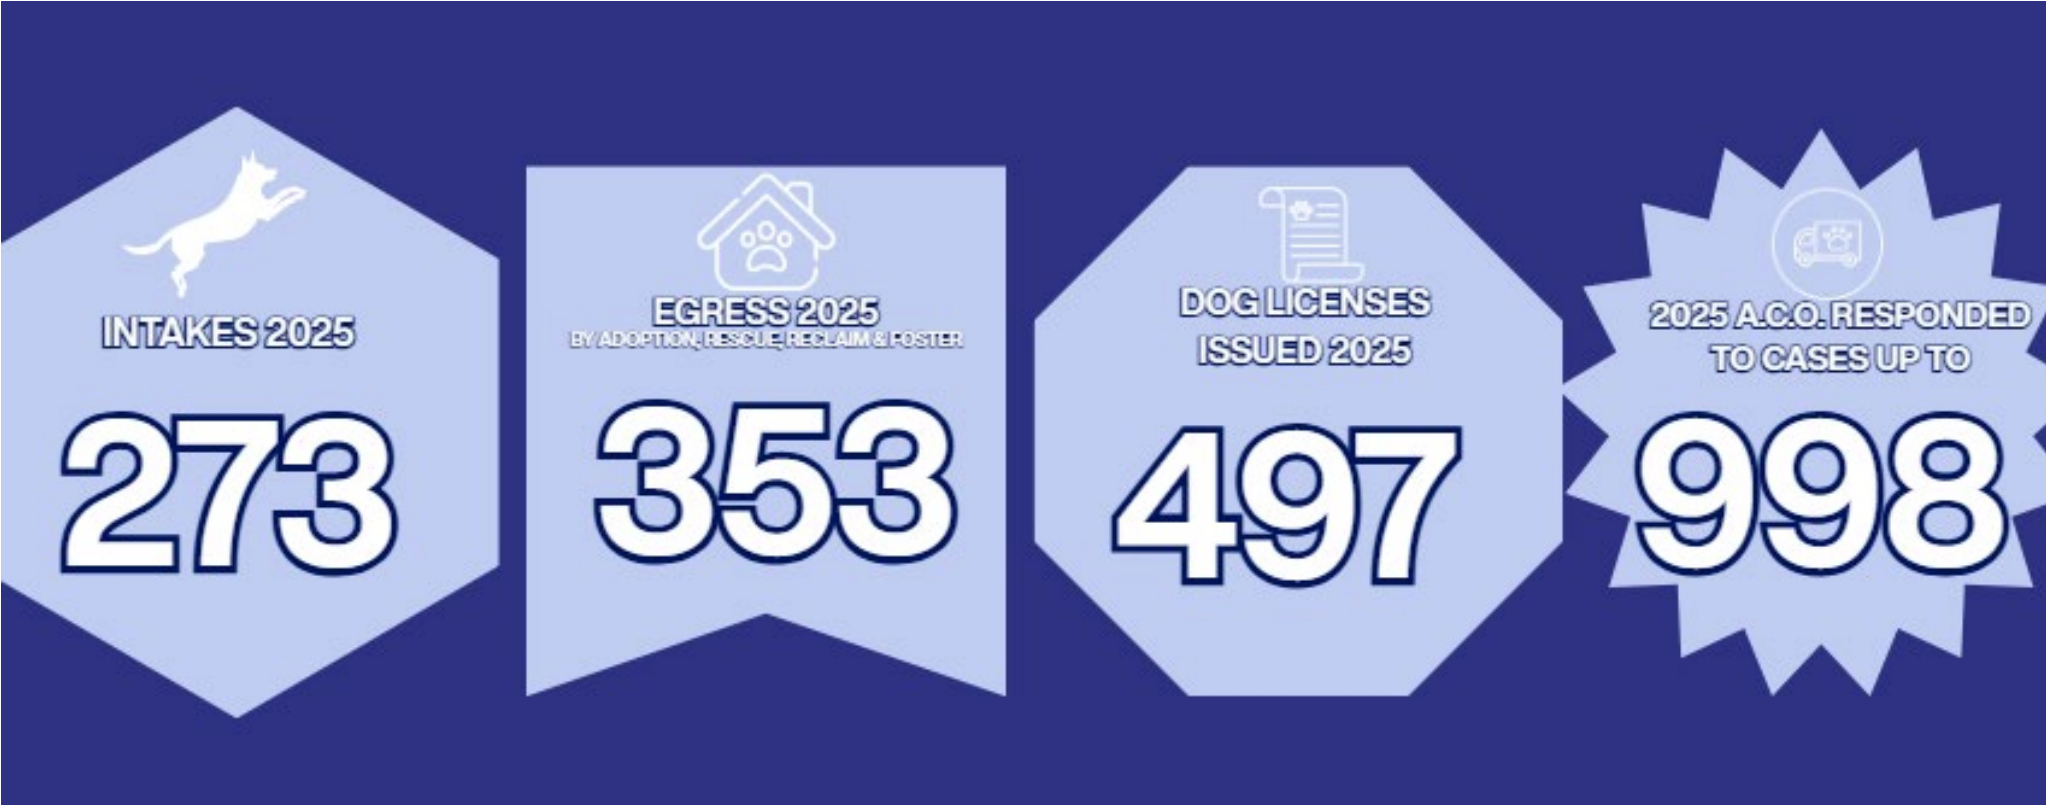 INTAKES 2025
273
EGRESS 2025
BY ADOPTION, RESCUE, RECLAIM & FOSTER
353
DOG LICENSES
ISSUED 2025
497
2025 A.C.O. RESPONDED
TO CASES UP TO
998